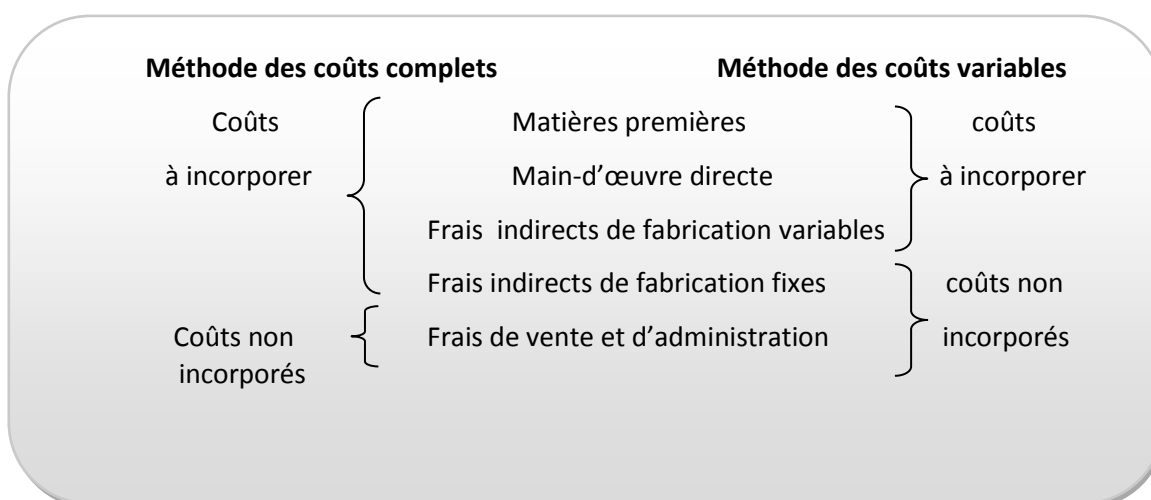 Méthode des coûts complets Méthode des coûts variables
Coûts Matières premières coûts
à incorporer Main-d’œuvre directe à incorporer
Frais indirects de fabrication variables
Frais indirects de fabrication fixes coûts non
Coûts non Frais de vente et d’administration incorporés
incorporés